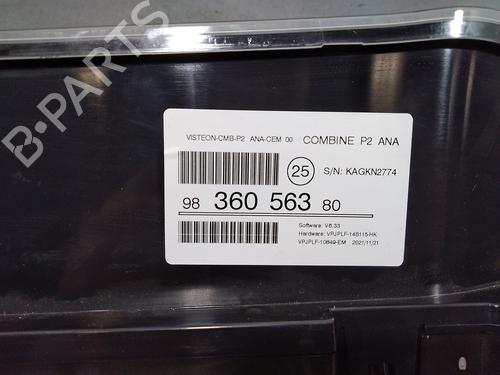 VISTEON-CMB-P2 ANA-CEM 00 COMBINE P2 ANA
25 S/N: KAGKN2774
98 360 563 80
Software: V6.33
Hardware: VPJPLF-14B115-HK
VPJPLF-10849-EM 2021/11/21
B-PARTS